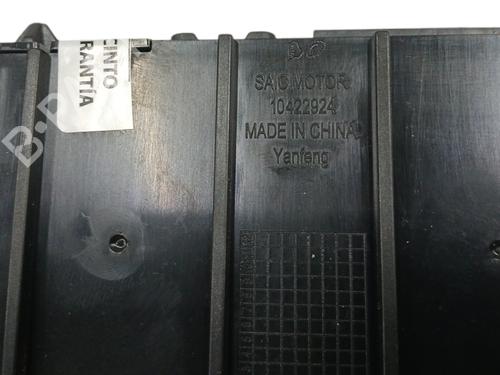 CINTO
RANTÍA
B-P
SAIC MOTOR
10422924
MADE IN CHINA
Yanfeng